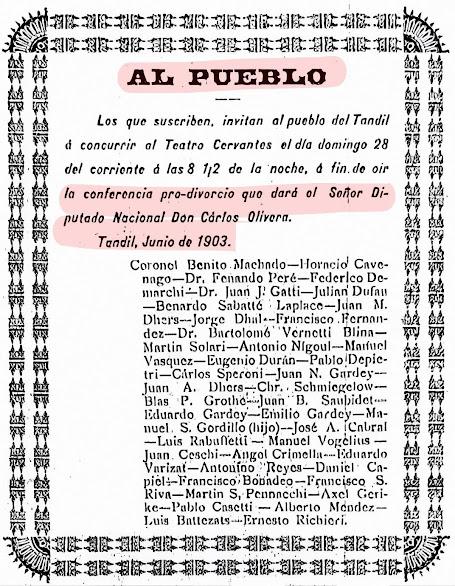 AL PUEBLO
Los que suscriben, invitan al pueblo del Tandil
á concurrir al Teatro Cervantes el día domingo 28
del corriente á las 8 1|2 de la noche, á fin de oir
la conferencia pro-divorcio que dará el Señor Di-
putado Nacional Don Cárlos Olivera.
Tandil, Junio de 1903.
Coronel Benito Machado—Horacio Cave-
nago—Dr. Fenando Peré—Federico De-
marchi—Dr. Juan J. Gatti—Julián Dufau
—Benardo Sabatté Laplace—Juan M.
Dhers—Jorge Dhul—Francisco Fernan-
dez—Dr. Bartolomé Vernetti Blina—
Martin Solari—Antonio Nigoul—Manuel
Vasquez—Eugenio Durán—Pablo Depie-
tri—Cárlos Speroni—Juan N. Gardey—
Juan A. Dhers—Chr. Schmiegelow—
Blas P. Grothe—Juan B. Saubidet—
Eduardo Gardey—Emilio Gardey—Ma-
nuel S. Gordillo (hijo)—José A. Cabral
—Luis Rabuffetti—Manuel Vogelius—
Juan Ceschi—Angel Crimella—Eduardo
Varizat—Antonino Reyes—Daniel Ca-
piel—Francisco Bonadeo—Francisco S.
Riva—Martin S. Pennacchi—Axel Geri-
ke—Pablo Casetti—Alberto Méndez—
Luis Battezats—Ernesto Richieri.